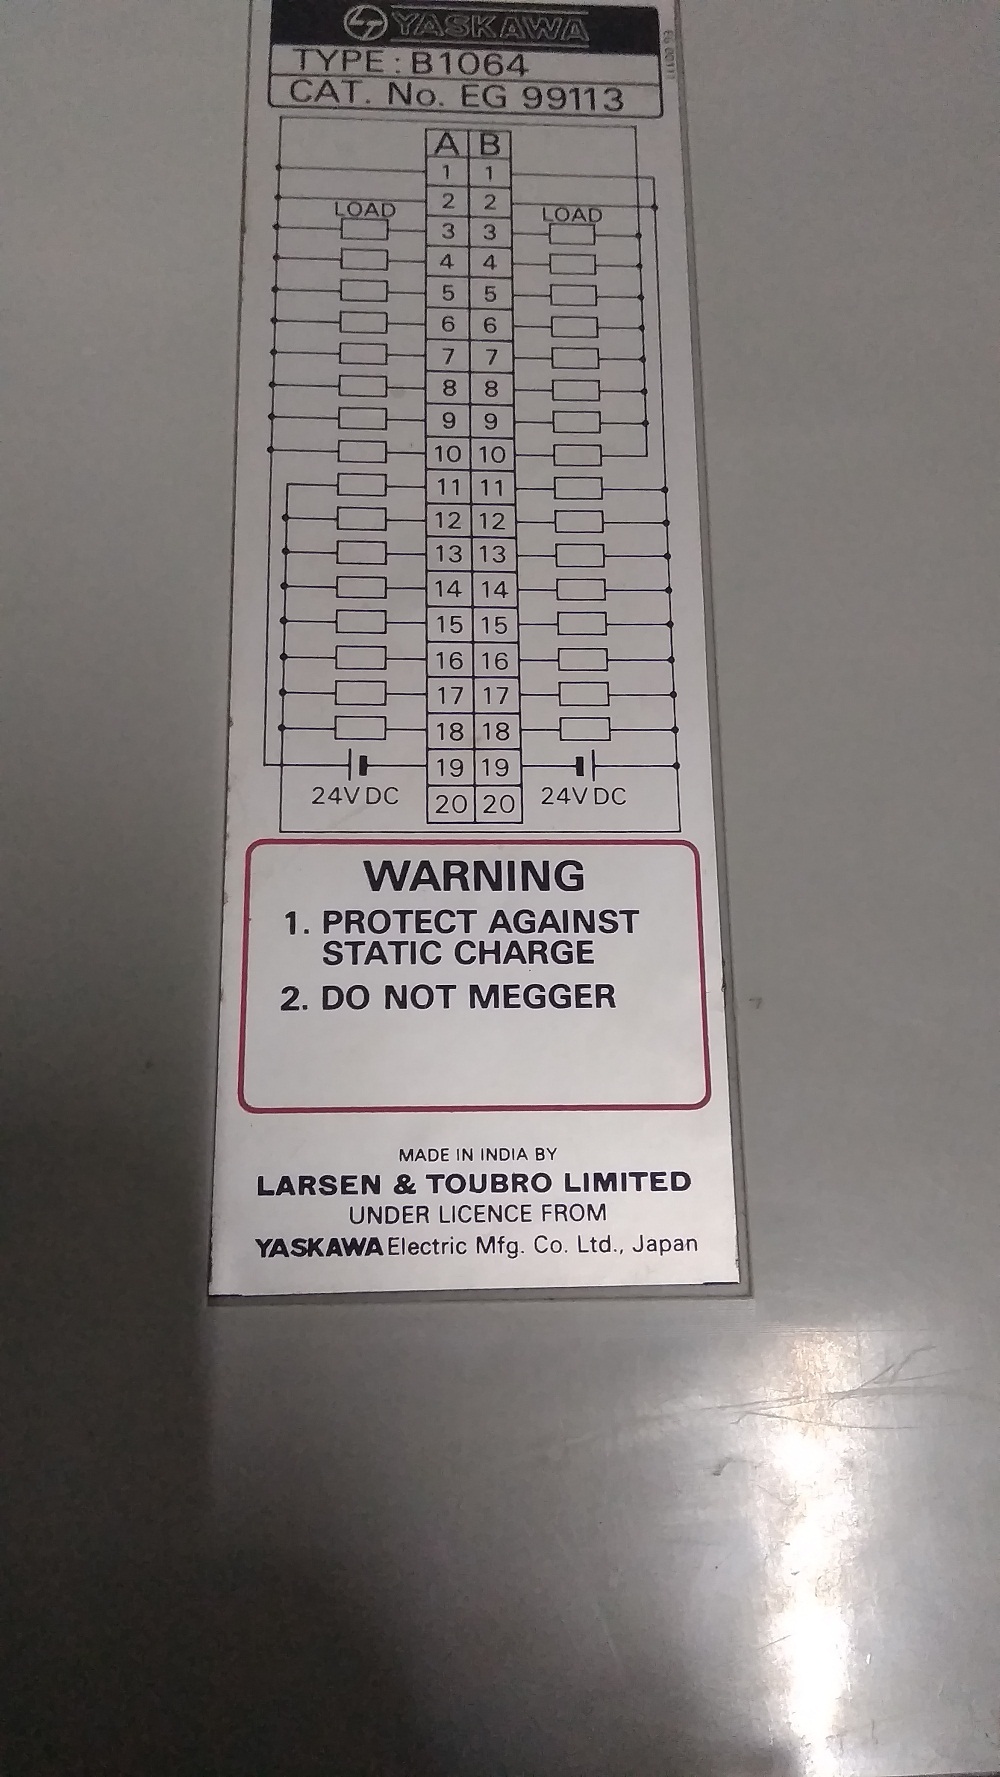 YASKAWA
TYPE: B1064
CAT. No. EG 99113
A B
1 1
2 2
LOAD LOAD
3 3
4 4
5 5
6 6
7 7
8 8
9 9
10 10
11 11
12 12
13 13
14 14
15 15
16 16
17 17
18 18
19 19
24V DC 24V DC
20 20
WARNING
1. PROTECT AGAINST
STATIC CHARGE
2. DO NOT MEGGER
MADE IN INDIA BY
LARSEN & TOUBRO LIMITED
UNDER LICENCE FROM
YASKAWA Electric Mfg. Co. Ltd., Japan